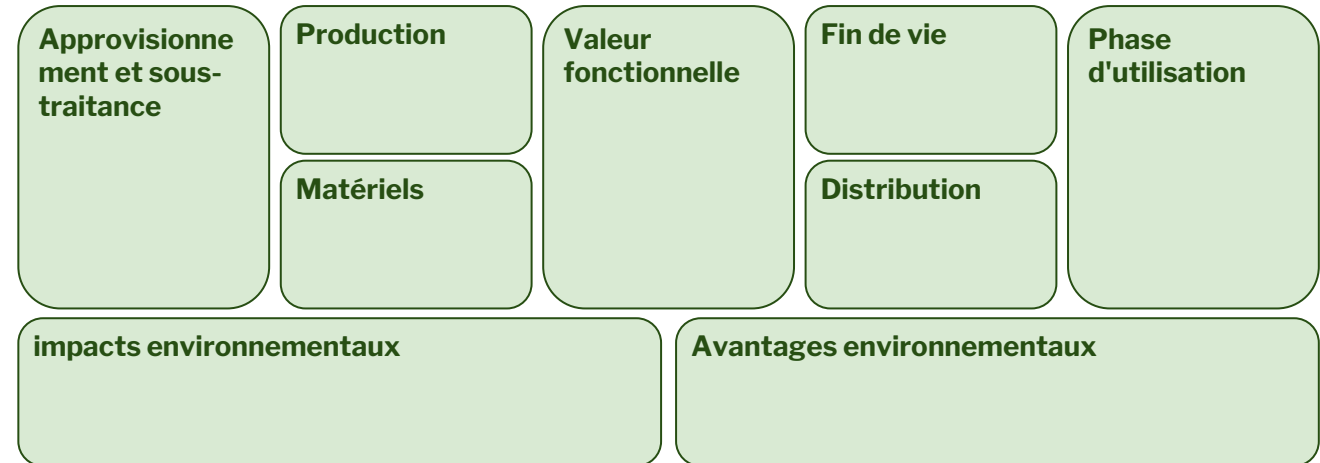 Approvisionne
ment et sous-
traitance
Production
Matériels
Valeur
fonctionnelle
Fin de vie
Distribution
Phase
d'utilisation
impacts environnementaux
Avantages environnementaux